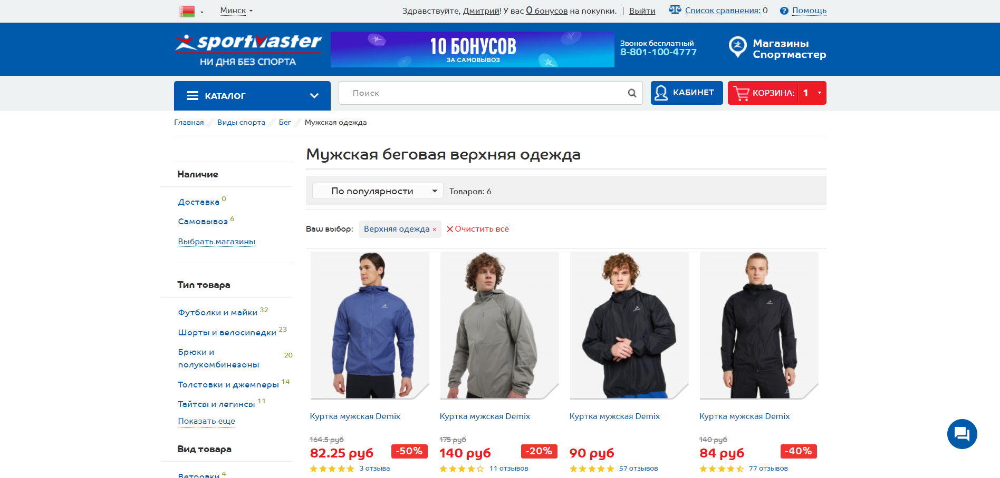 Минск
Здравствуйте, Дмитрий! У вас 0 бонусов на покупки. | Выйти
Список сравнения: 0
Помощь
sportmaster
НИ ДНЯ БЕЗ СПОРТА
10 БОНУСОВ
ЗА САМОВЫВОЗ
Звонок бесплатный
8-801-100-4777
Магазины
Спортмастер
КАТАЛОГ
Поиск
КАБИНЕТ
КОРЗИНА: 1
Главная // Виды спорта // Бег // Мужская одежда
Мужская беговая верхняя одежда
По популярности
Товаров: 6
Ваш выбор: Верхняя одежда × Очистить всё
Наличие
Доставка 0
Самовывоз 6
Выбрать магазины
Тип товара
Футболки и майки 32
Шорты и велосипедки 23
Брюки и
полукомбинезоны 20
Толстовки и джемперы 14
Тайтсы и легинсы 11
Показать еще
Вид товара
Ветровки 4
Куртка мужская Demix
164.5 руб
82.25 руб
-50%
3 отзыва
Куртка мужская Demix
175 руб
140 руб
-20%
11 отзывов
Куртка мужская Demix
90 руб
57 отзывов
Куртка мужская Demix
140 руб
84 руб
-40%
77 отзывов